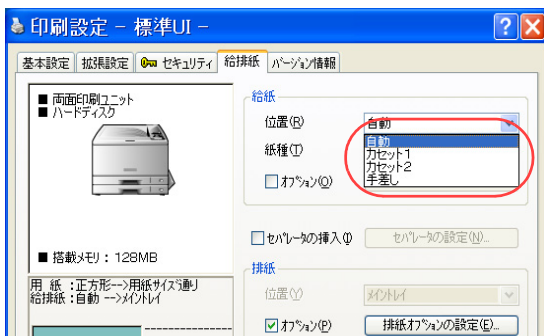 印刷設定 - 標準UI -
基本設定 拡張設定 セキュリティ 給排紙 バージョン情報
■ 両面印刷ユニット
■ ハードディスク
■ 搭載メモリ : 128MB
用 紙 :正方形-->用紙サイズ通り
給排紙 :自動 -->メイントレイ
給紙
位置(R)
自動
自動
カセット1
カセット2
手差し
紙種(T)
オプション(O)
セパレータの挿入(I) セパレータの設定(N)...
排紙
位置(Y) メイントレイ
オプション(P) 排紙オプションの設定(E)...